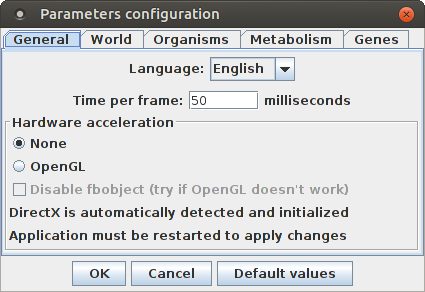 Parameters configuration
General World Organisms Metabolism Genes
Language: English
Time per frame: 50 milliseconds
Hardware acceleration
None
OpenGL
Disable fbobject (try if OpenGL doesn't work)
DirectX is automatically detected and initialized
Application must be restarted to apply changes
OK Cancel Default values